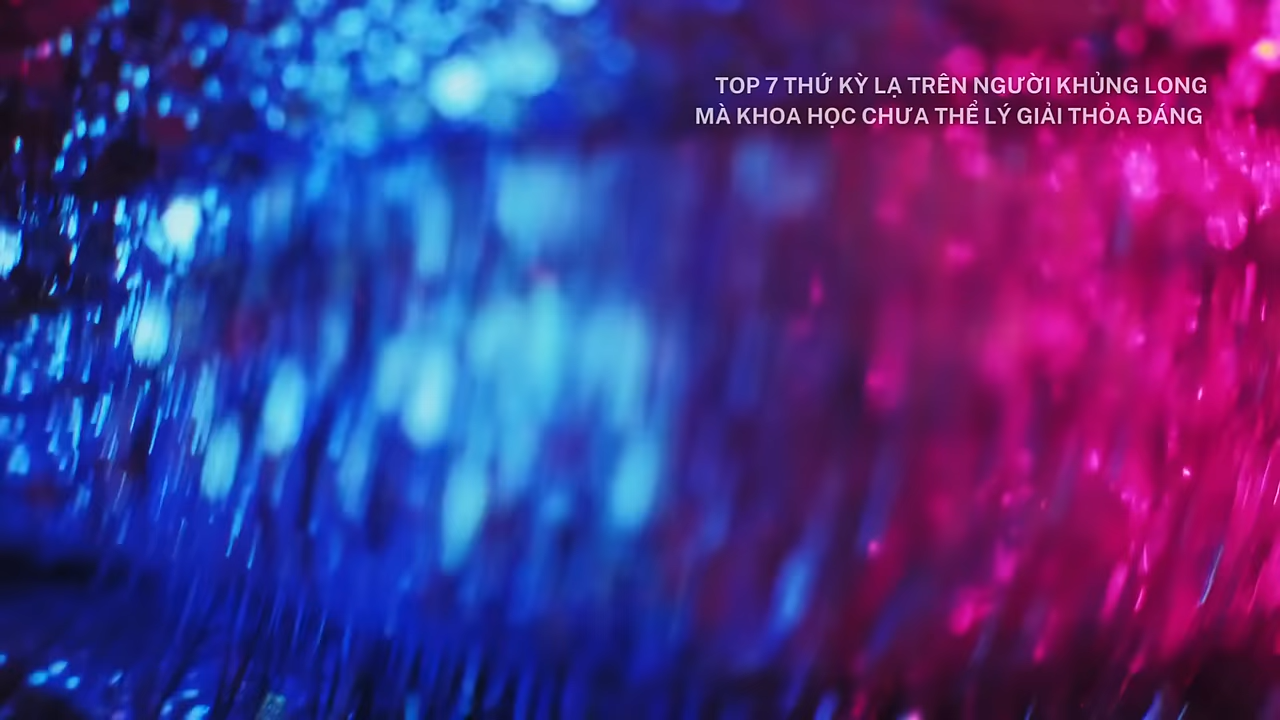 TOP 7 THỨ KỲ LẠ TRÊN NGƯỜI KHỦNG LONG
MÀ KHOA HỌC CHƯA THỂ LÝ GIẢI THỎA ĐÁNG